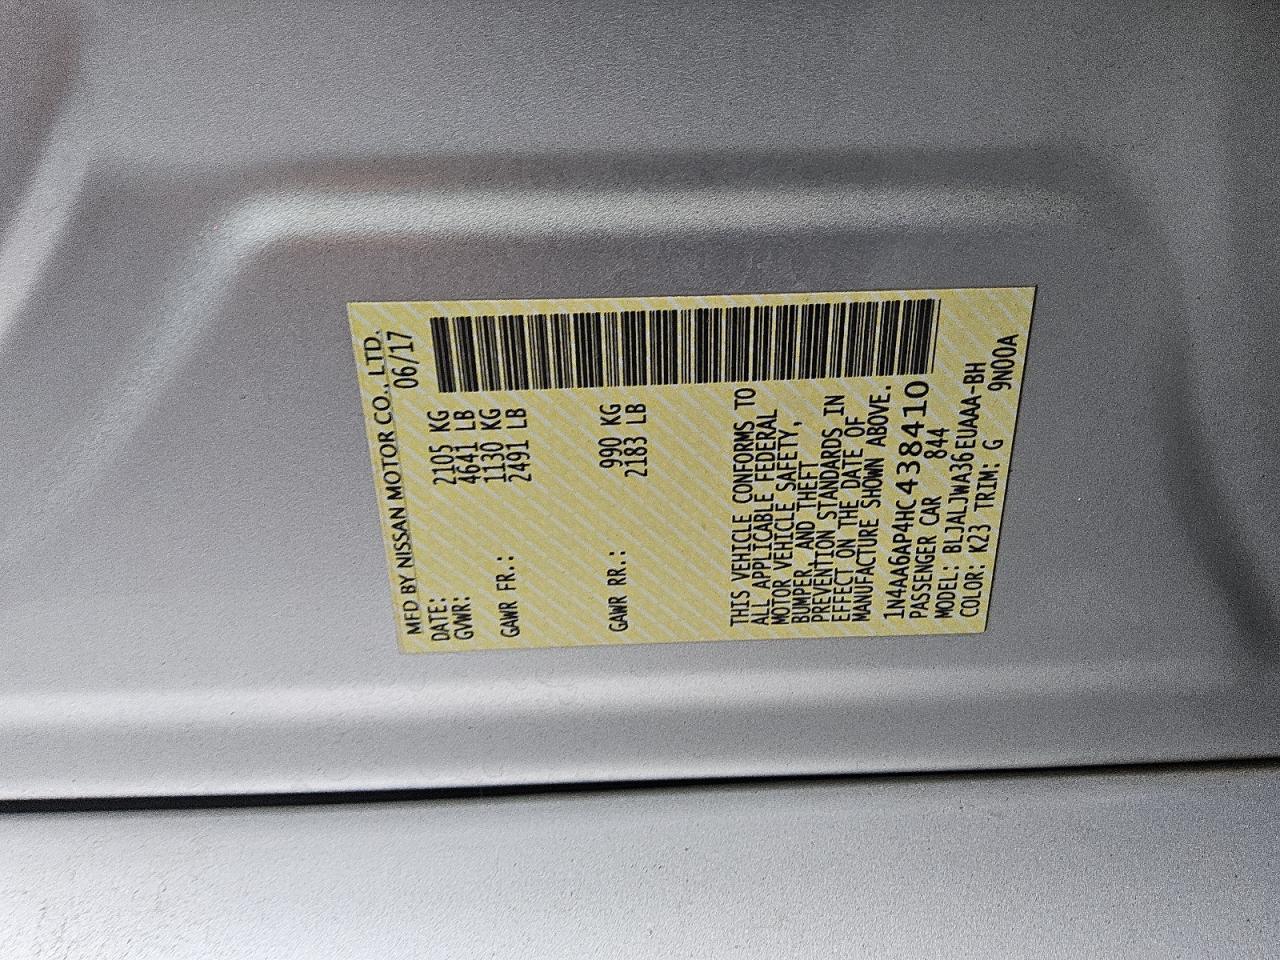 MFD BY NISSAN MOTOR CO., LTD.
DATE: 06/17
GVWR: 2105 KG
4641 LB
GAWR FR.: 1130 KG
2491 LB
GAWR RR.: 990 KG
2183 LB
THIS VEHICLE CONFORMS TO
ALL APPLICABLE FEDERAL
MOTOR VEHICLE SAFETY,
BUMPER, AND THEFT
PREVENTION STANDARDS IN
EFFECT ON THE DATE OF
MANUFACTURE SHOWN ABOVE.
1N4AA6AP4HC438410
PASSENGER CAR 844
MODEL: BLJALJWA36EUAAA-BH
COLOR: K23 TRIM: G 9N00A